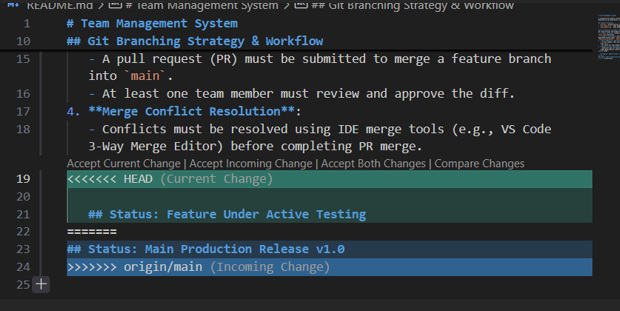 README.md > # Team Management System > ## Git Branching Strategy & Workflow
1 # Team Management System
10 ## Git Branching Strategy & Workflow
15 - A pull request (PR) must be submitted to merge a feature branch
into `main`.
16 - At least one team member must review and approve the diff.
17 4. **Merge Conflict Resolution**:
18 - Conflicts must be resolved using IDE merge tools (e.g., VS Code
3-Way Merge Editor) before completing PR merge.
Accept Current Change | Accept Incoming Change | Accept Both Changes | Compare Changes
19 <<<<<<< HEAD (Current Change)
20
21 ## Status: Feature Under Active Testing
22 =======
23 ## Status: Main Production Release v1.0
24 >>>>>>> origin/main (Incoming Change)
25